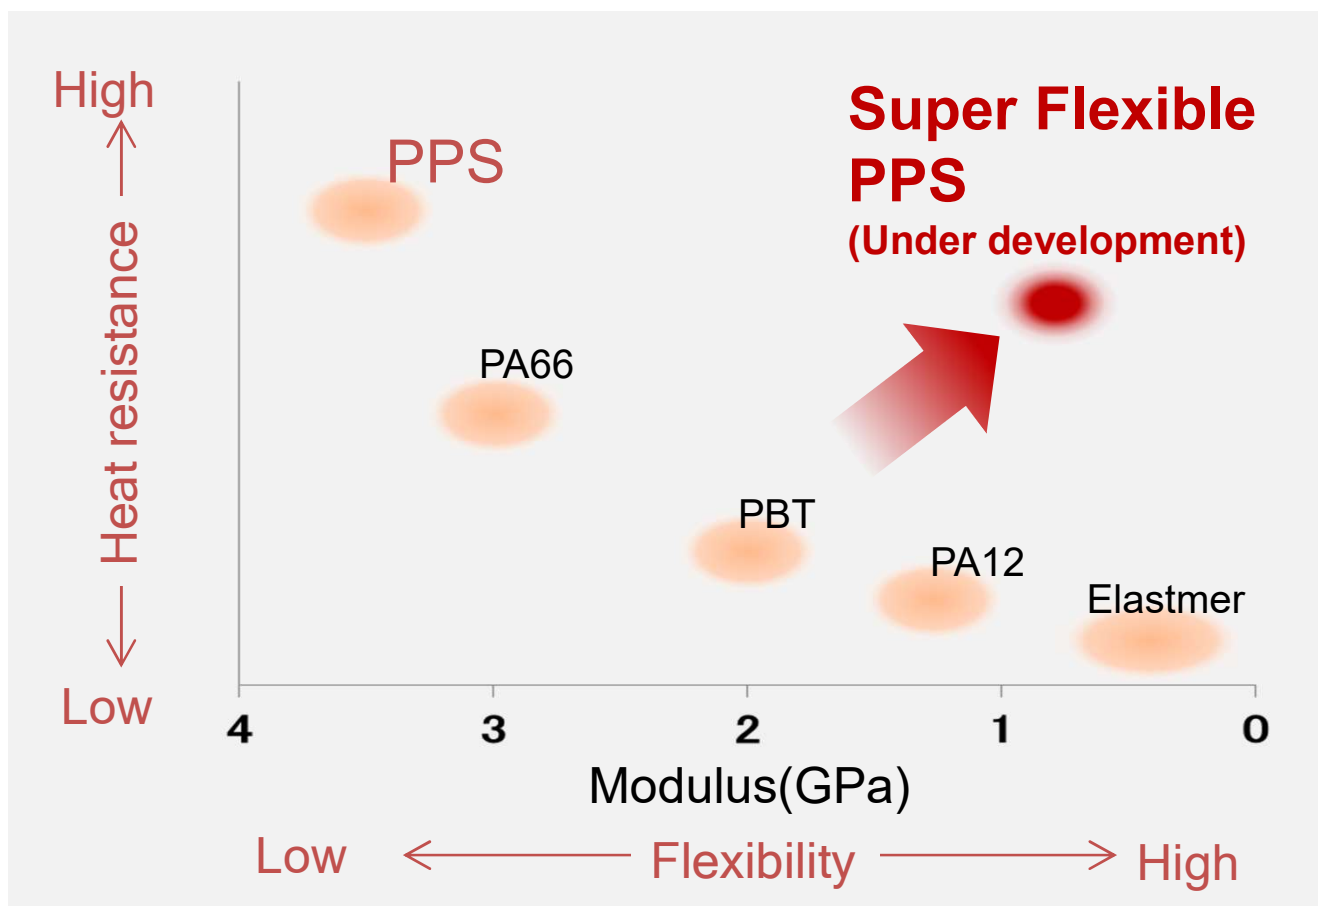 High
Heat resistance
Low
PPS
Super Flexible
PPS
(Under development)
PA66
PBT
PA12
Elastmer
4 3 2 1 0
Modulus(GPa)
Low Flexibility High